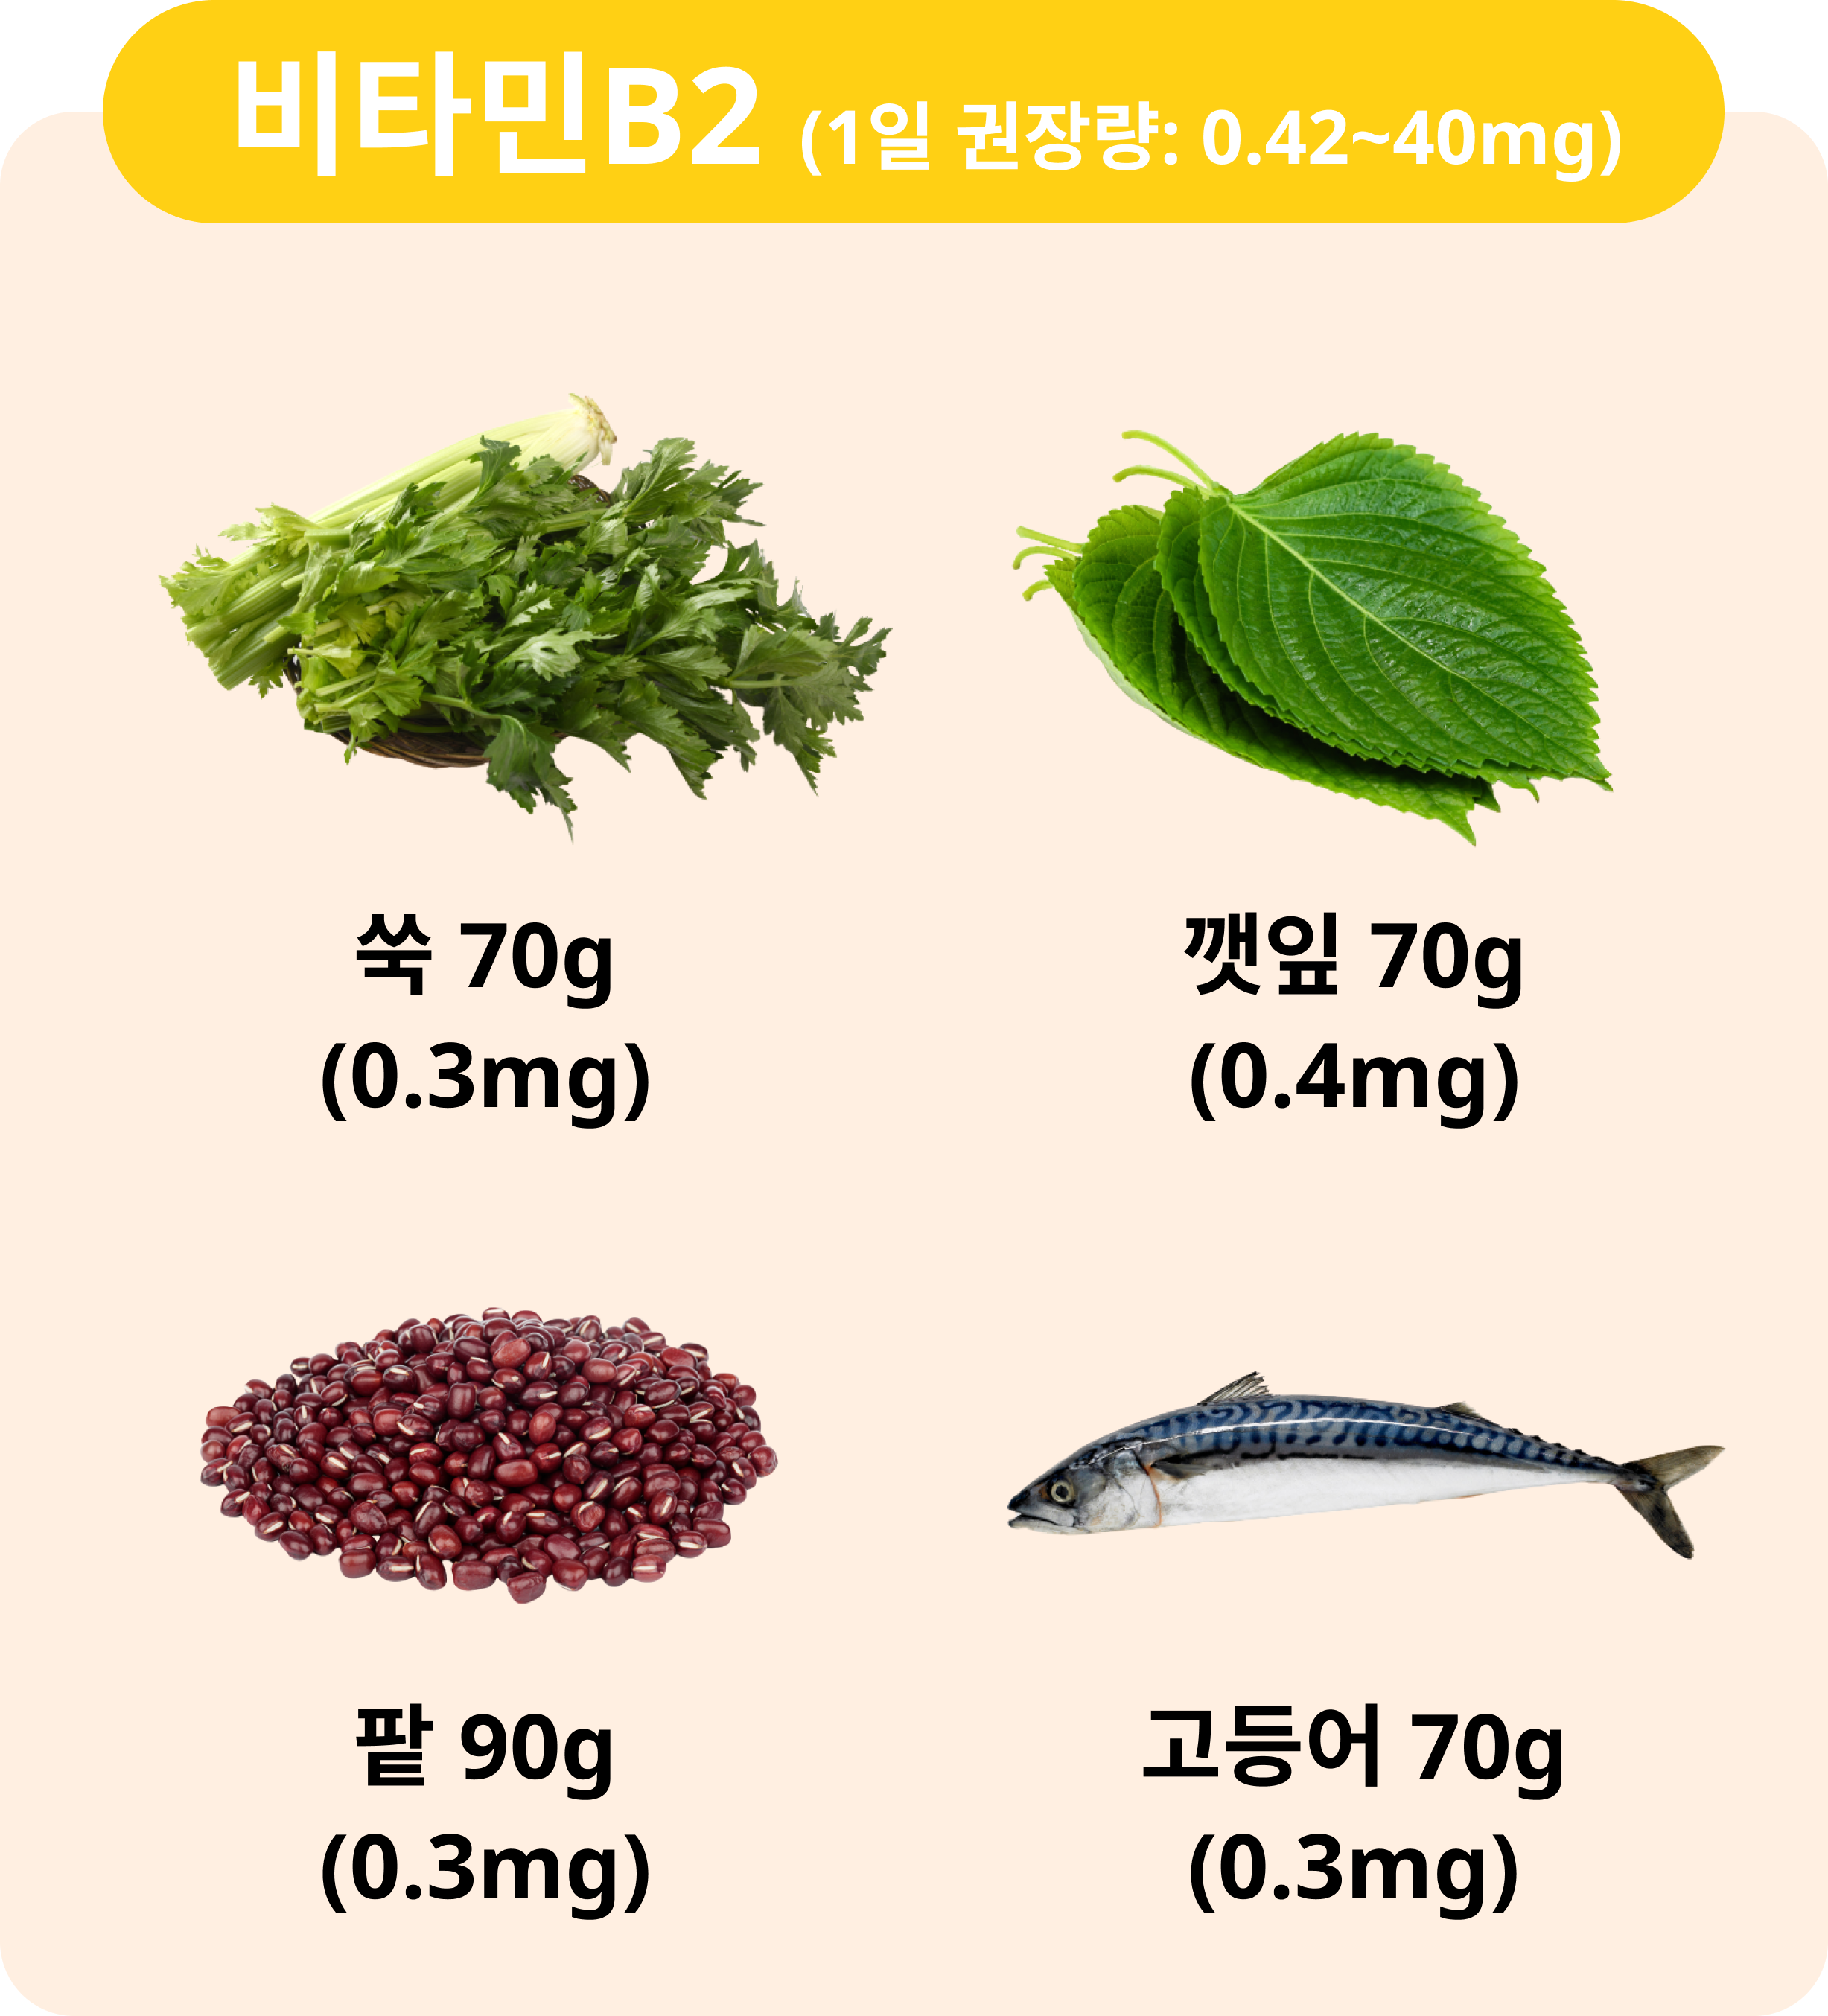 비타민B2 (1일 권장량: 0.42~40mg)
쑥 70g
(0.3mg)
깻잎 70g
(0.4mg)
팥 90g
(0.3mg)
고등어 70g
(0.3mg)